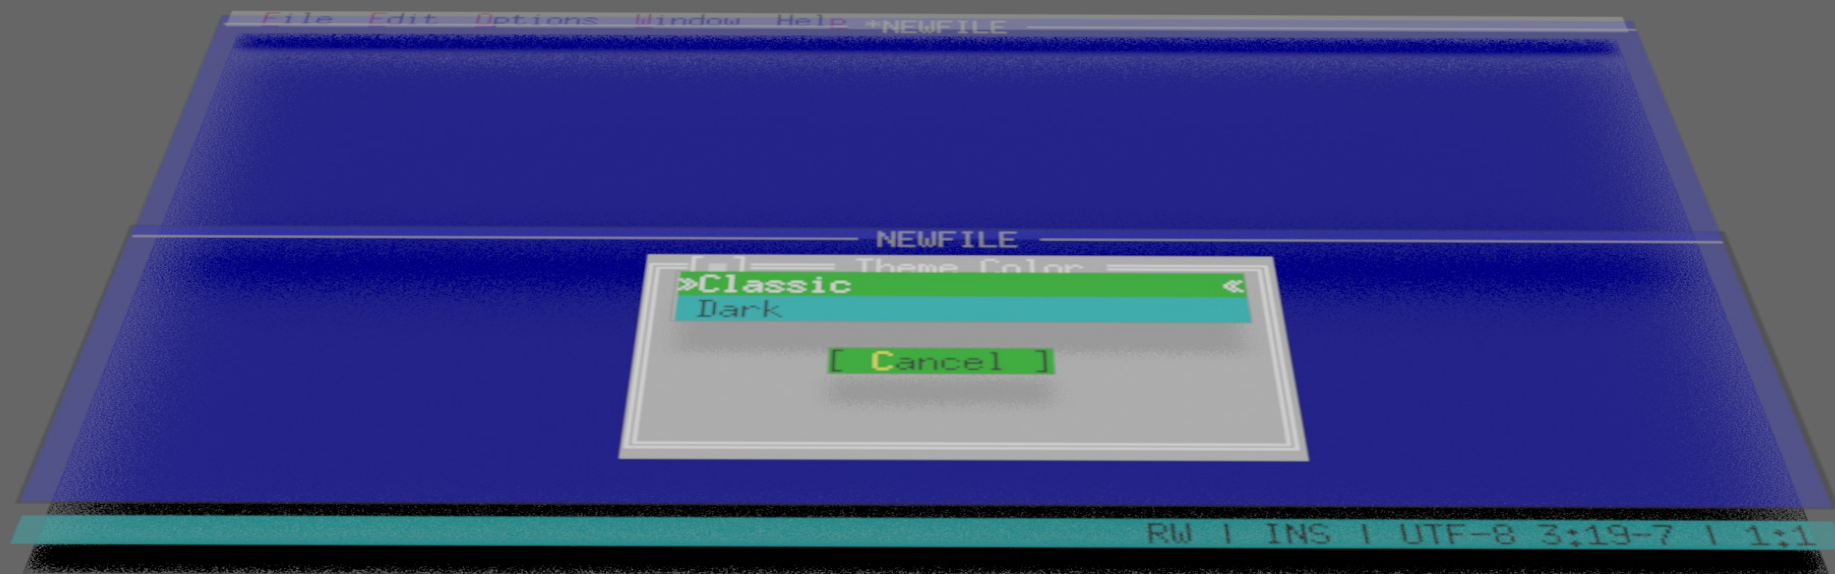 File Edit Options Window Help
*NEWFILE
NEWFILE
[■] Theme Color
»Classic «
Dark
[ Cancel ]
RW | INS | UTF-8 3:19-7 | 1:1